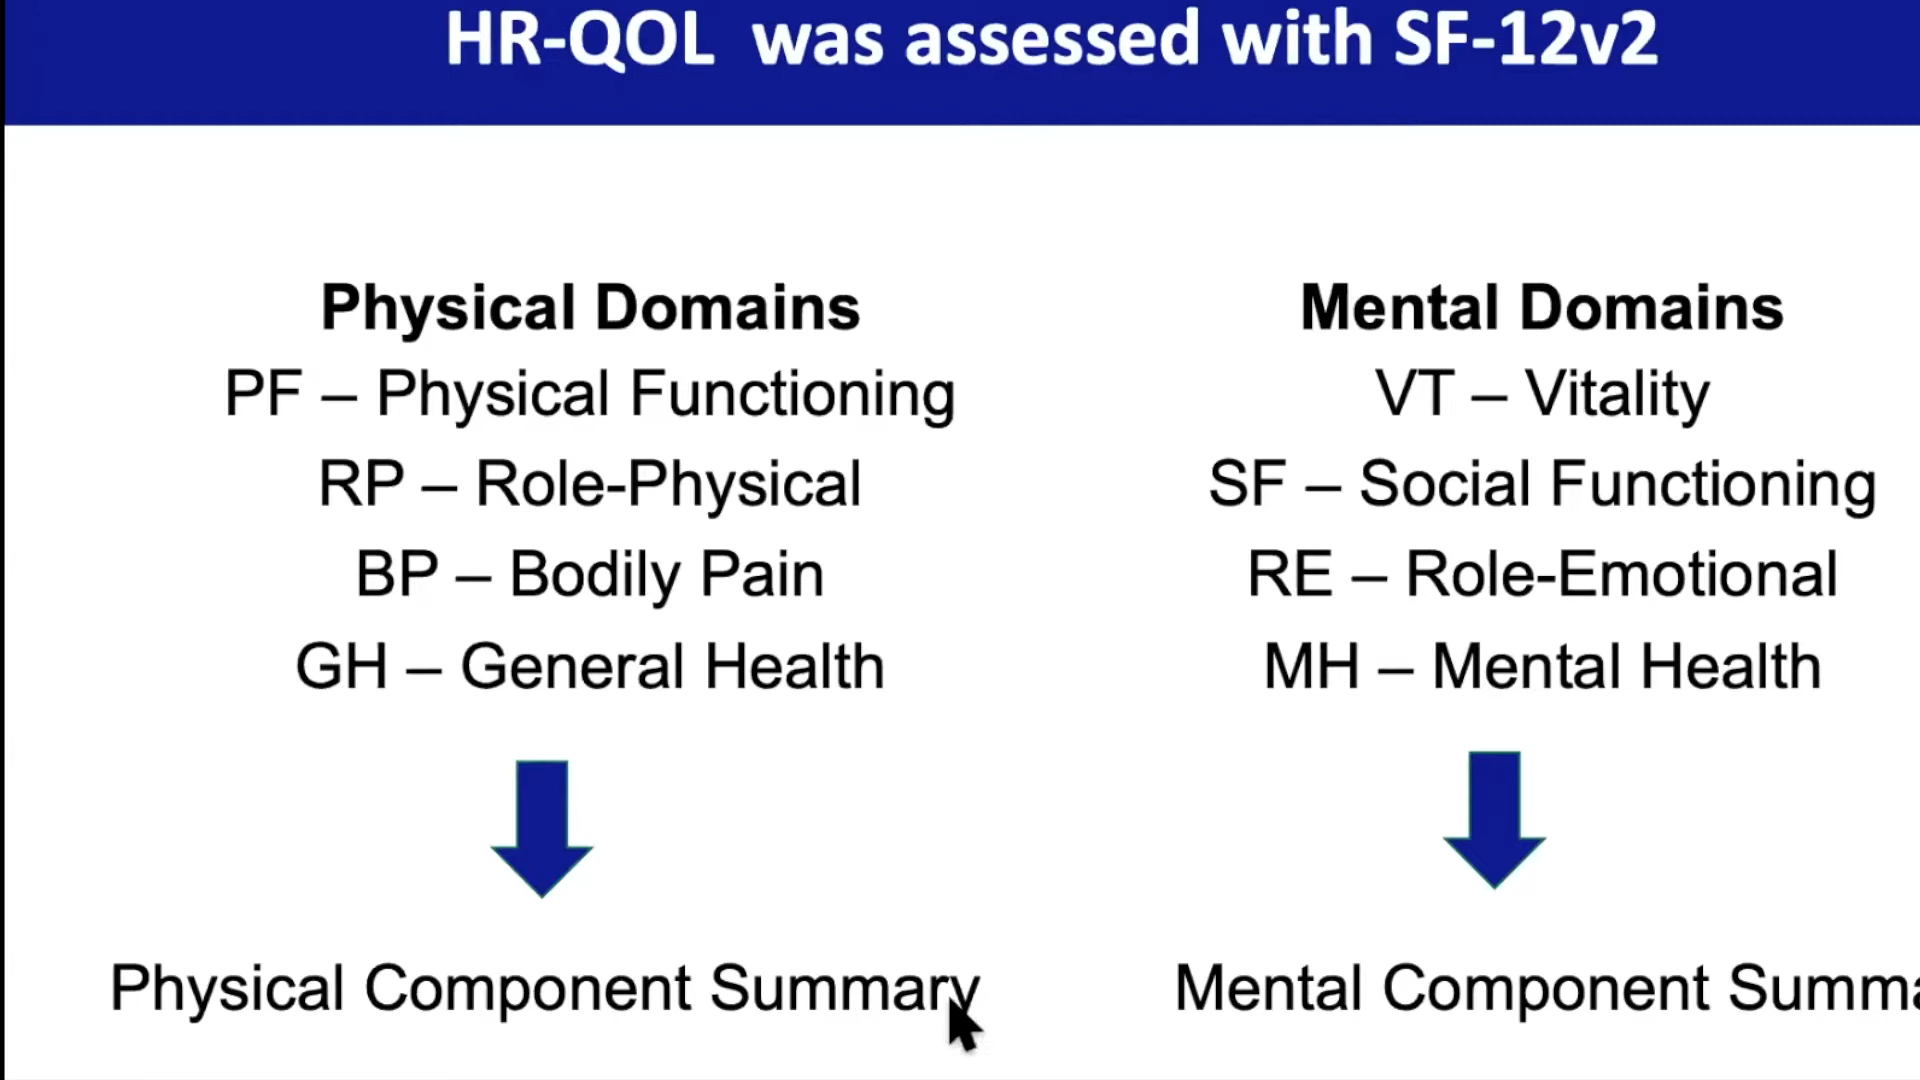 HR-QOL was assessed with SF-12v2
Physical Domains
PF – Physical Functioning
RP – Role-Physical
BP – Bodily Pain
GH – General Health
Physical Component Summary
Mental Domains
VT – Vitality
SF – Social Functioning
RE – Role-Emotional
MH – Mental Health
Mental Component